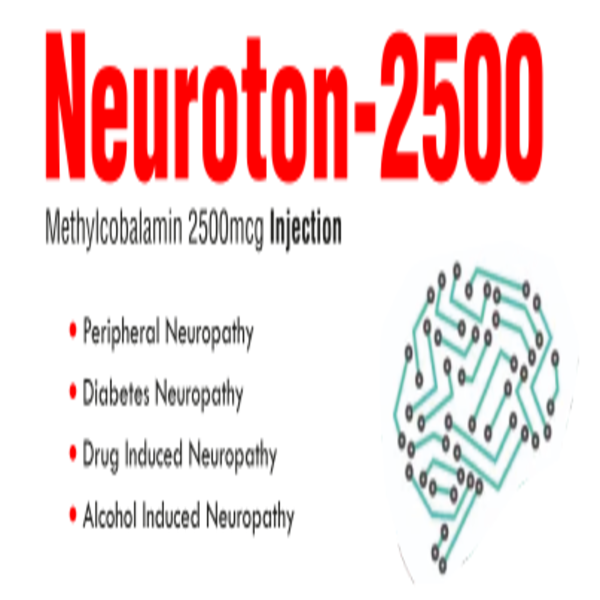 Neuroton-2500
Methylcobalamin 2500mcg Injection
• Peripheral Neuropathy
• Diabetes Neuropathy
• Drug Induced Neuropathy
• Alcohol Induced Neuropathy